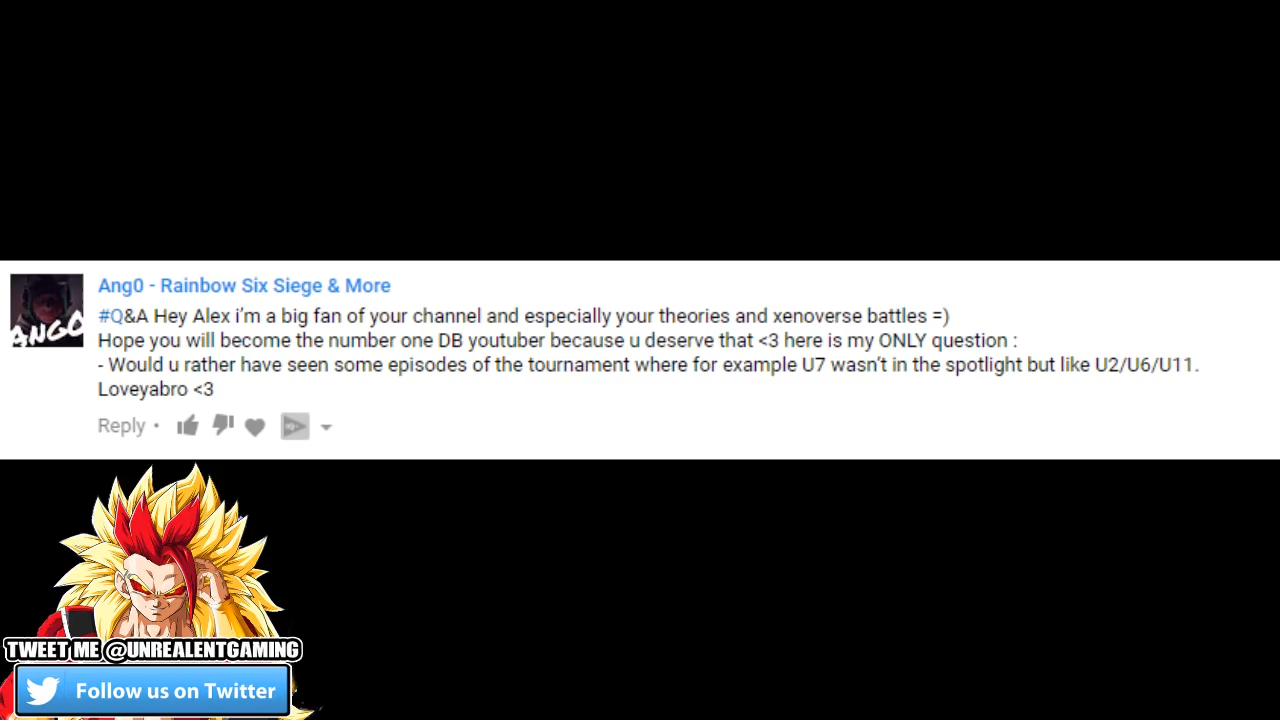 Ang0 - Rainbow Six Siege & More
#Q&A Hey Alex i'm a big fan of your channel and especially your theories and xenoverse battles =)
Hope you will become the number one DB youtuber because u deserve that <3 here is my ONLY question :
- Would u rather have seen some episodes of the tournament where for example U7 wasn't in the spotlight but like U2/U6/U11.
Loveyabro <3
Reply •
ANGO
TWEET ME @UNREALENTGAMING
Follow us on Twitter